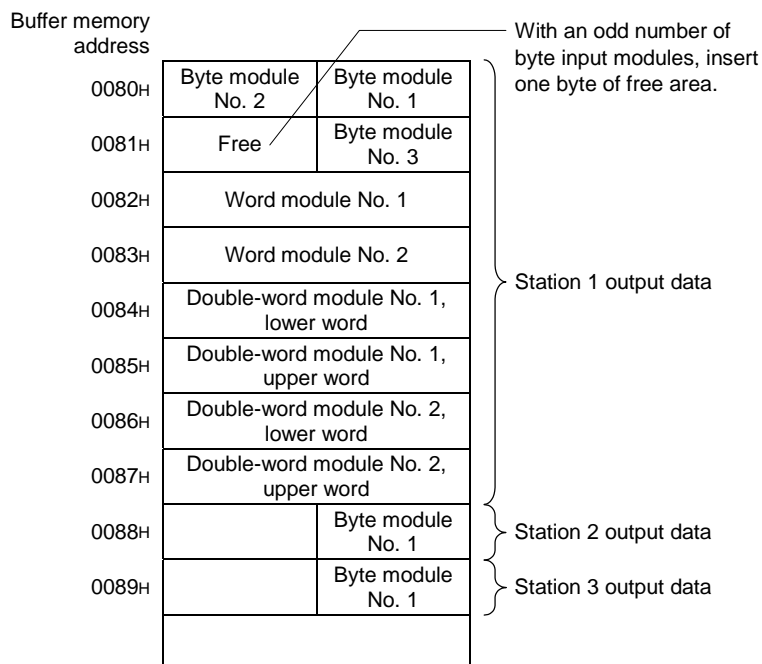 Buffer memory
address
With an odd number of
byte input modules, insert
one byte of free area.
0080H
Byte module
No. 2
Byte module
No. 1
0081H
Free
Byte module
No. 3
0082H
Word module No. 1
0083H
Word module No. 2
Station 1 output data
0084H
Double-word module No. 1,
lower word
0085H
Double-word module No. 1,
upper word
0086H
Double-word module No. 2,
lower word
0087H
Double-word module No. 2,
upper word
0088H
Byte module
No. 1
Station 2 output data
0089H
Byte module
No. 1
Station 3 output data